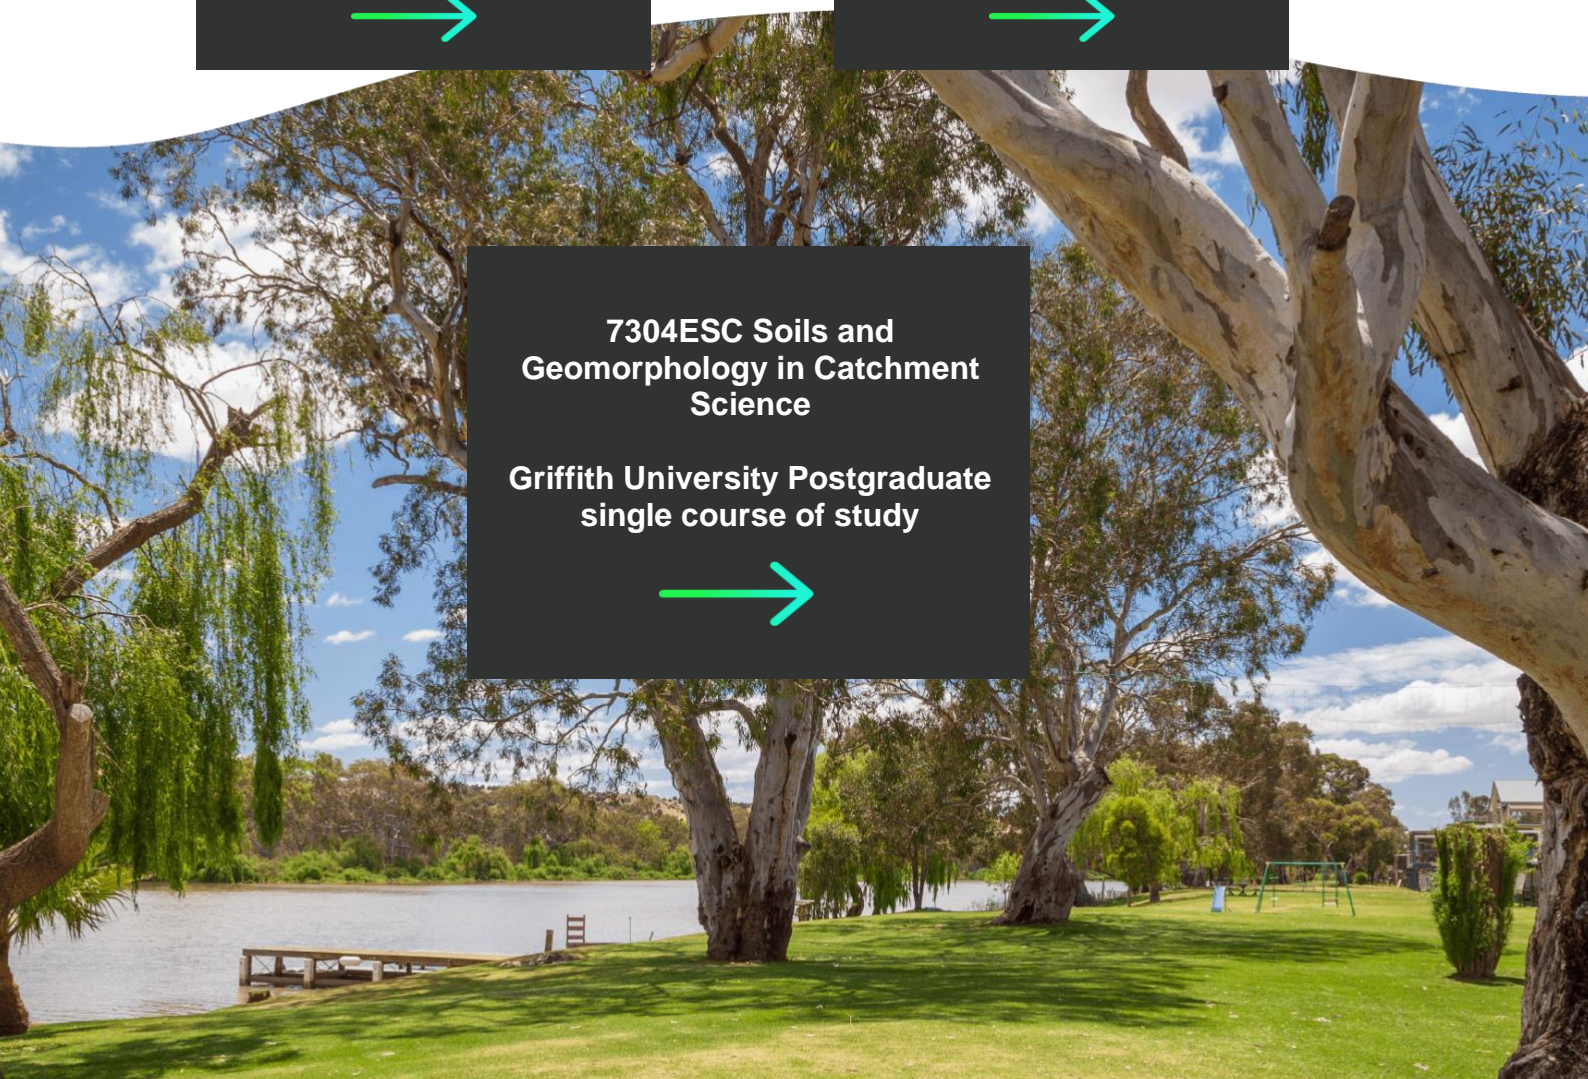 7304ESC Soils and
Geomorphology in Catchment
Science
Griffith University Postgraduate
single course of study